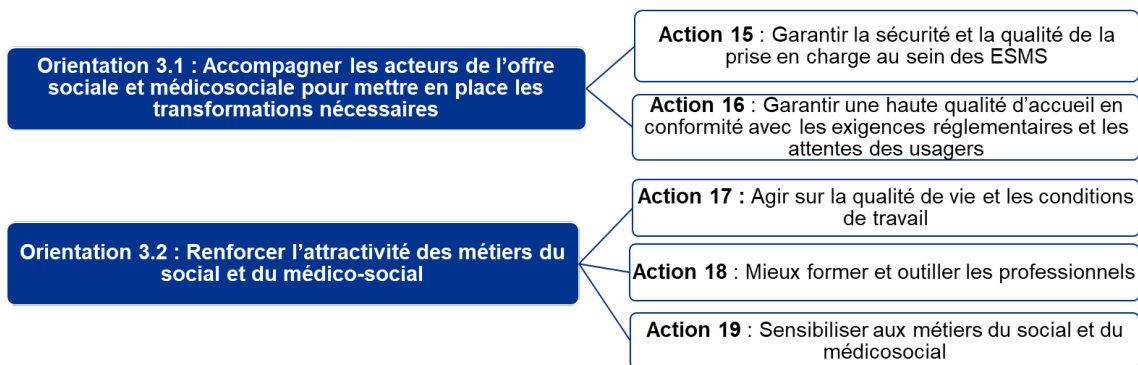 Orientation 3.1 : Accompagner les acteurs de l'offre
sociale et médicosociale pour mettre en place les
transformations nécessaires
Action 15 : Garantir la sécurité et la qualité de la
prise en charge au sein des ESMS
Action 16 : Garantir une haute qualité d'accueil en
conformité avec les exigences réglementaires et les
attentes des usagers
Orientation 3.2 : Renforcer l'attractivité des métiers du
social et du médico-social
Action 17 : Agir sur la qualité de vie et les conditions
de travail
Action 18 : Mieux former et outiller les professionnels
Action 19 : Sensibiliser aux métiers du social et du
médicosocial